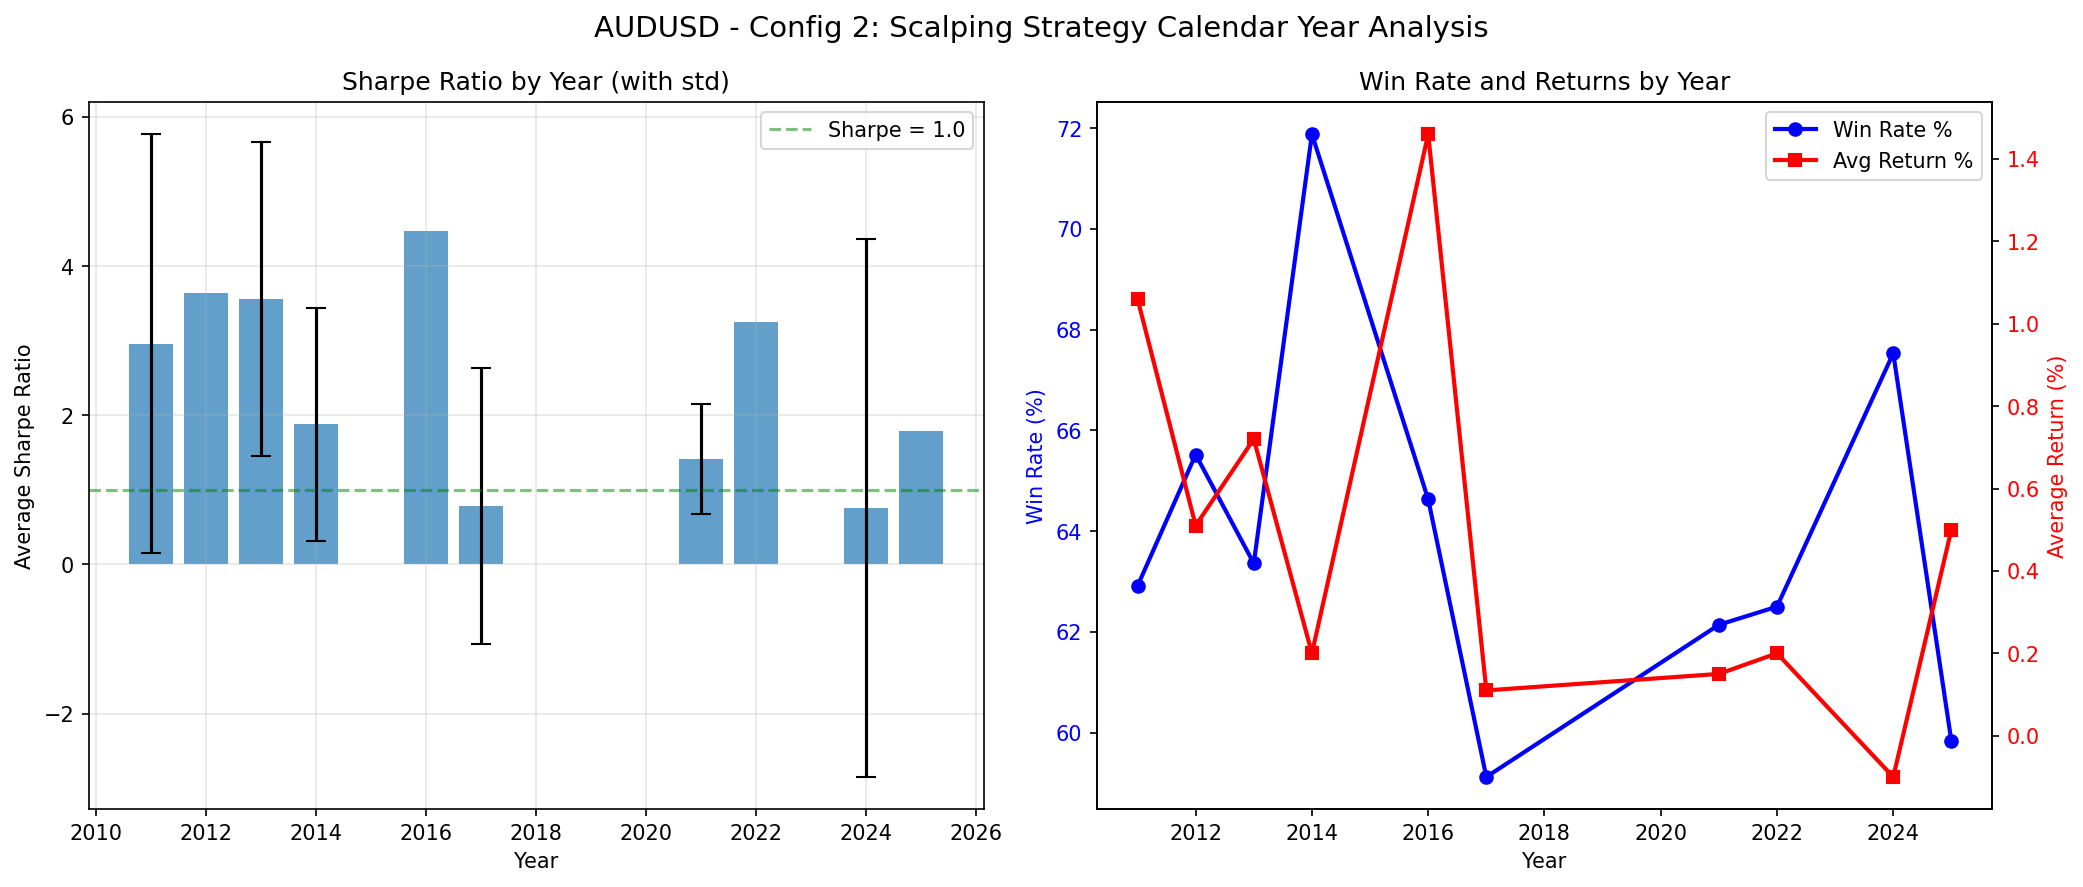 AUDUSD - Config 2: Scalping Strategy Calendar Year Analysis
Sharpe Ratio by Year (with std)
Sharpe = 1.0
Average Sharpe Ratio
6
4
2
0
−2
2010 2012 2014 2016 2018 2020 2022 2024 2026
Year
Win Rate and Returns by Year
Win Rate %
Avg Return %
Win Rate (%)
72
70
68
66
64
62
60
1.4
1.2
1.0
0.8
0.6
0.4
0.2
0.0
Average Return (%)
2012 2014 2016 2018 2020 2022 2024
Year